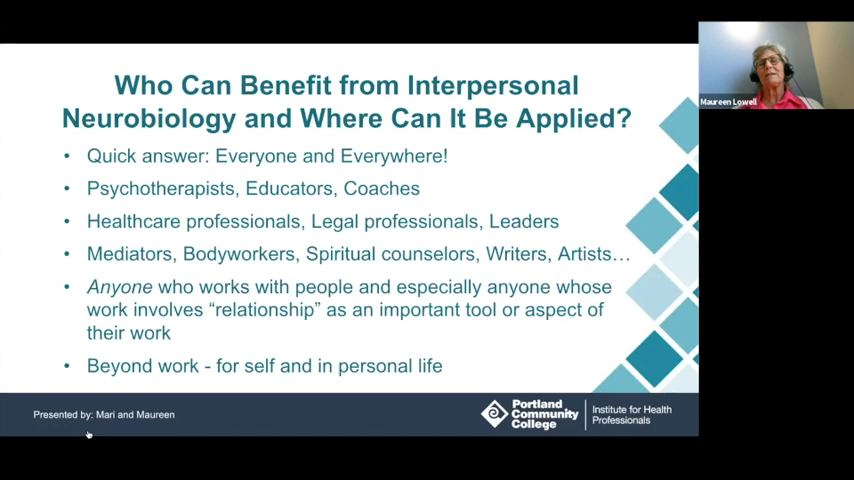 Who Can Benefit from Interpersonal
Neurobiology and Where Can It Be Applied?
• Quick answer: Everyone and Everywhere!
• Psychotherapists, Educators, Coaches
• Healthcare professionals, Legal professionals, Leaders
• Mediators, Bodyworkers, Spiritual counselors, Writers, Artists…
• Anyone who works with people and especially anyone whose
work involves “relationship” as an important tool or aspect of
their work
• Beyond work - for self and in personal life
Presented by: Mari and Maureen
Portland
Community
College
Institute for Health
Professionals
Maureen Lowell